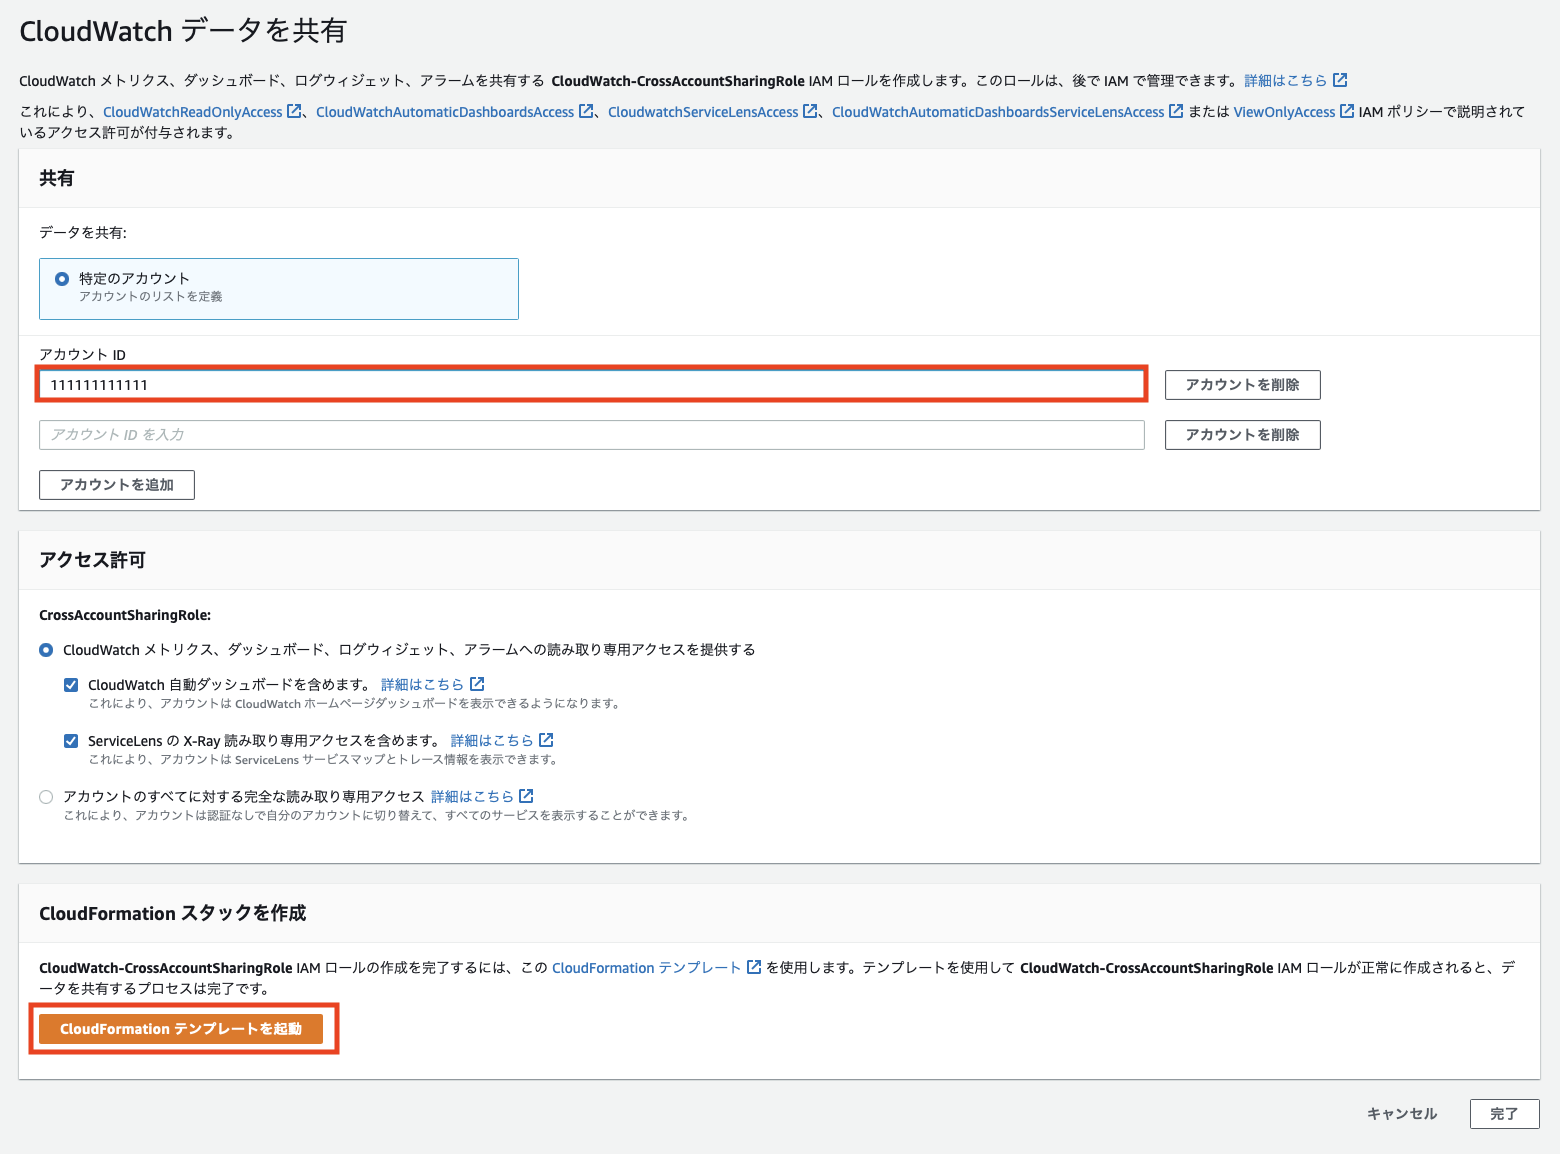 CloudWatch データを共有
CloudWatch メトリクス、ダッシュボード、ログウィジェット、アラームを共有する CloudWatch-CrossAccountSharingRole IAM ロールを作成します。このロールは、後で IAM で管理できます。 詳細はこちら
これにより、CloudWatchReadOnlyAccess、CloudWatchAutomaticDashboardsAccess、CloudwatchServiceLensAccess、CloudWatchAutomaticDashboardsServiceLensAccess または ViewOnlyAccess IAM ポリシーで説明されて
いるアクセス許可が付与されます。
共有
データを共有:
特定のアカウント
アカウントのリストを定義
アカウント ID
111111111111 アカウントを削除
アカウント ID を入力 アカウントを削除
アカウントを追加
アクセス許可
CrossAccountSharingRole:
CloudWatch メトリクス、ダッシュボード、ログウィジェット、アラームへの読み取り専用アクセスを提供する
CloudWatch 自動ダッシュボードを含めます。 詳細はこちら
これにより、アカウントは CloudWatch ホームページダッシュボードを表示できるようになります。
ServiceLens の X-Ray 読み取り専用アクセスを含めます。 詳細はこちら
これにより、アカウントは ServiceLens サービスマップとトレース情報を表示できます。
アカウントのすべてに対する完全な読み取り専用アクセス 詳細はこちら
これにより、アカウントは認証なしで自分のアカウントに切り替えて、すべてのサービスを表示することができます。
CloudFormation スタックを作成
CloudWatch-CrossAccountSharingRole IAM ロールの作成を完了するには、この CloudFormation テンプレート を使用します。テンプレートを使用して CloudWatch-CrossAccountSharingRole IAM ロールが正常に作成されると、デ
ータを共有するプロセスは完了です。
CloudFormation テンプレートを起動
キャンセル 完了